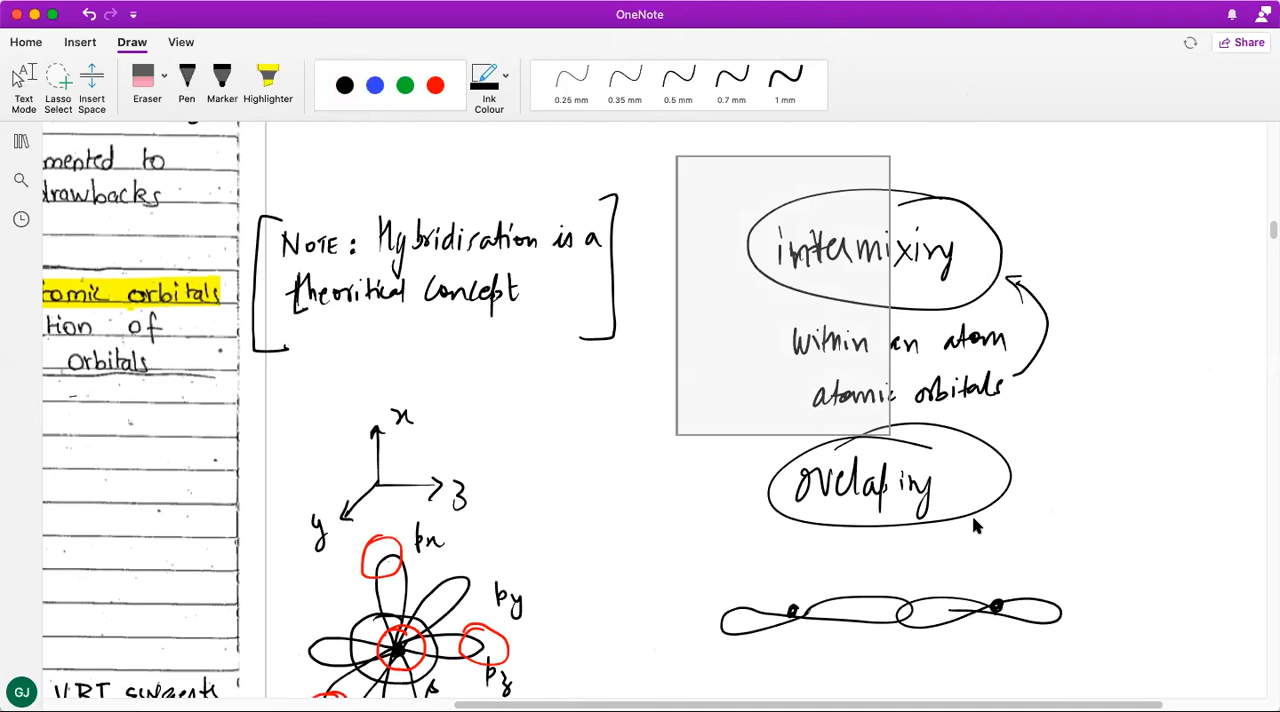 OneNote
Home Insert Draw View
Share
Text Mode
Lasso Select
Insert Space
Eraser
Pen
Marker
Highlighter
Ink Colour
0.25 mm
0.35 mm
0.5 mm
0.7 mm
1 mm
mented to
drawbacks
tomic orbitals
tion of
Orbitals
NOTE: Hybridisation is a
theoritical concept
intermixing
within an atom
atomic orbitals
ovelaping
x
z
y
px
py
pz
s
VBT suggests
GJ